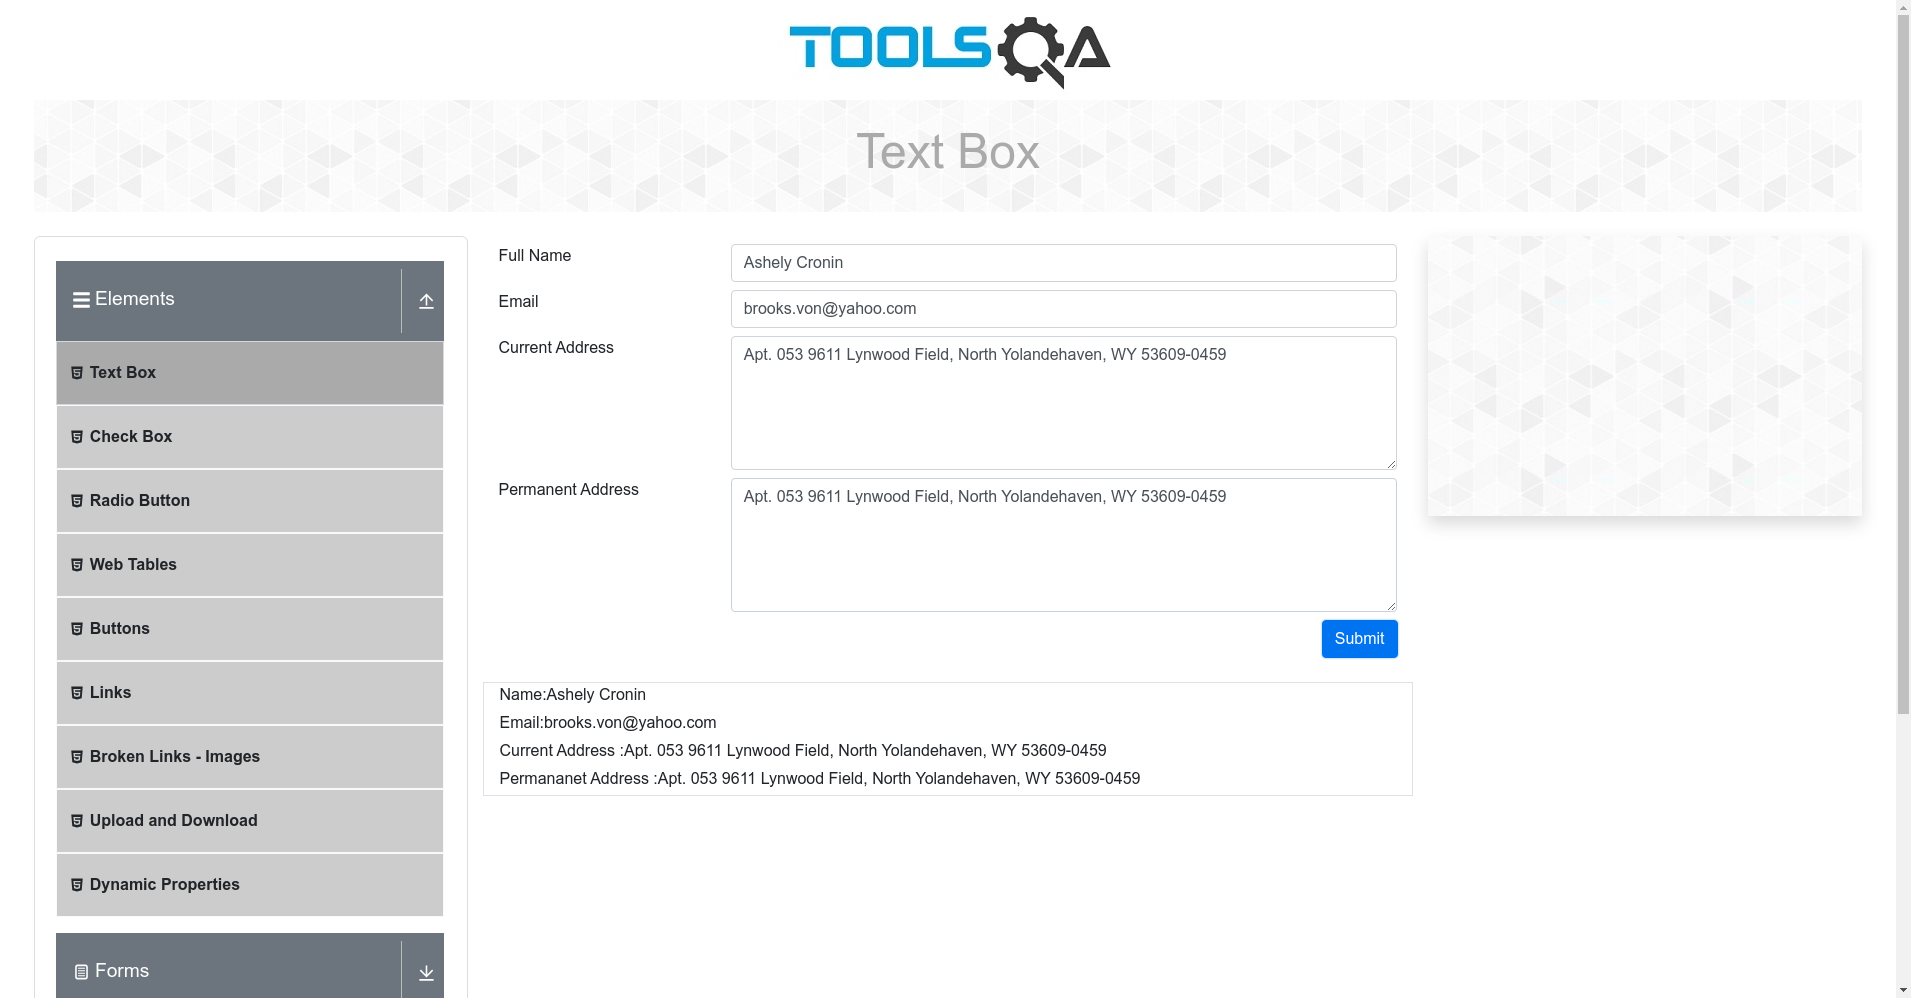 TOOLSQA
Text Box
Elements
Text Box
Check Box
Radio Button
Web Tables
Buttons
Links
Broken Links - Images
Upload and Download
Dynamic Properties
Forms
Full Name
Ashely Cronin
Email
brooks.von@yahoo.com
Current Address
Apt. 053 9611 Lynwood Field, North Yolandehaven, WY 53609-0459
Permanent Address
Apt. 053 9611 Lynwood Field, North Yolandehaven, WY 53609-0459
Submit
Name:Ashely Cronin
Email:brooks.von@yahoo.com
Current Address :Apt. 053 9611 Lynwood Field, North Yolandehaven, WY 53609-0459
Permananet Address :Apt. 053 9611 Lynwood Field, North Yolandehaven, WY 53609-0459